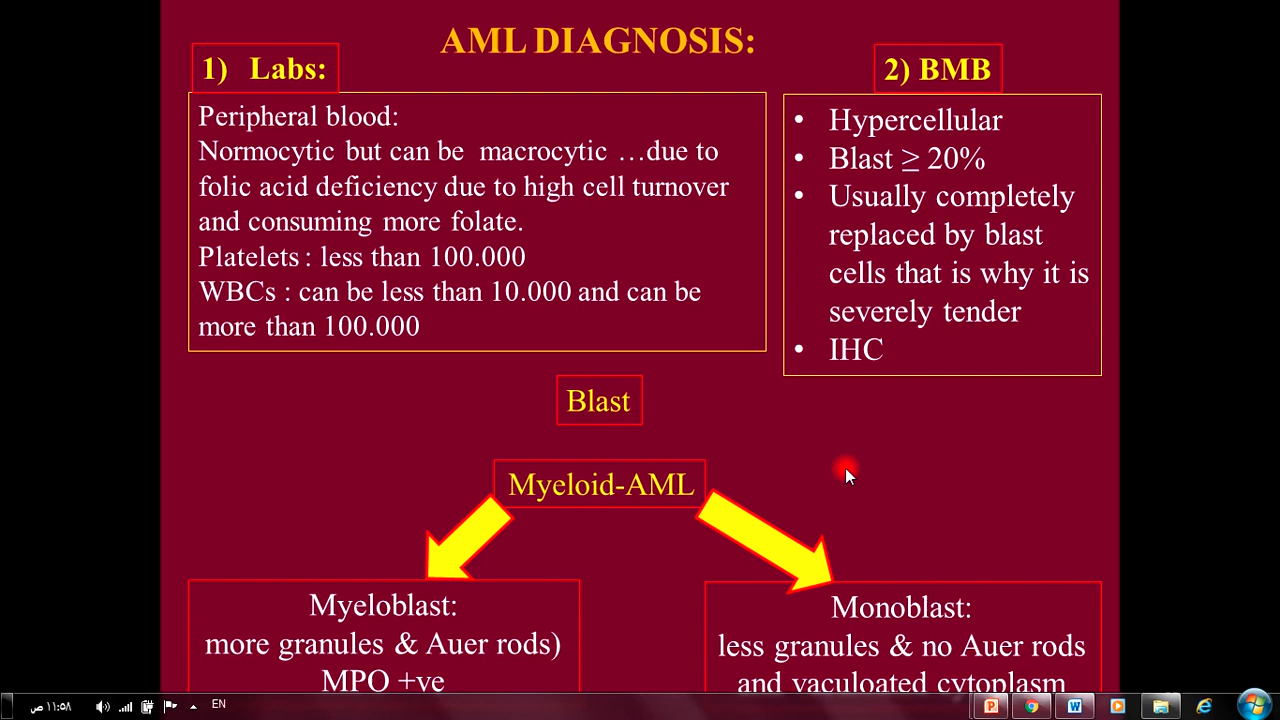 AML DIAGNOSIS:
1) Labs:
Peripheral blood:
Normocytic but can be macrocytic …due to
folic acid deficiency due to high cell turnover
and consuming more folate.
Platelets : less than 100.000
WBCs : can be less than 10.000 and can be
more than 100.000
2) BMB
• Hypercellular
• Blast ≥ 20%
• Usually completely
replaced by blast
cells that is why it is
severely tender
• IHC
Blast
Myeloid-AML
Myeloblast:
more granules & Auer rods)
MPO +ve
Monoblast:
less granules & no Auer rods
and vaculoated cytoplasm
١١:٥٨ ص
EN